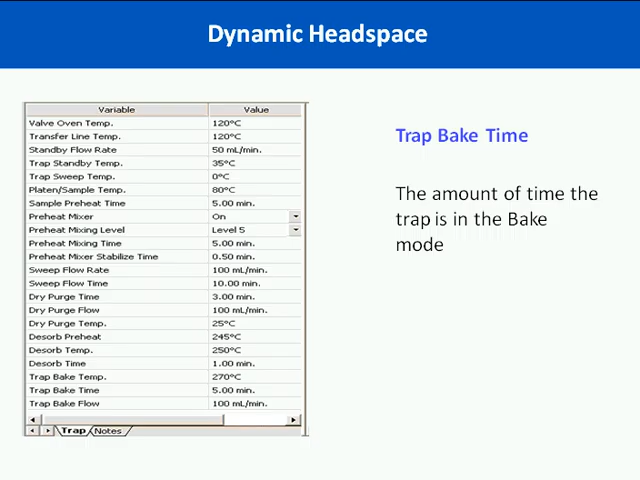 Dynamic Headspace
Variable Value
Valve Oven Temp. 120°C
Transfer Line Temp. 120°C
Standby Flow Rate 50 mL/min.
Trap Standby Temp. 35°C
Trap Sweep Temp. 0°C
Platen/Sample Temp. 80°C
Sample Preheat Time 5.00 min.
Preheat Mixer On
Preheat Mixing Level Level 5
Preheat Mixing Time 5.00 min.
Preheat Mixer Stabilize Time 0.50 min.
Sweep Flow Rate 100 mL/min.
Sweep Flow Time 10.00 min.
Dry Purge Time 3.00 min.
Dry Purge Flow 100 mL/min.
Dry Purge Temp. 25°C
Desorb Preheat 245°C
Desorb Temp. 250°C
Desorb Time 1.00 min.
Trap Bake Temp. 270°C
Trap Bake Time 5.00 min.
Trap Bake Flow 100 mL/min.
Trap Notes
Trap Bake Time
The amount of time the
trap is in the Bake
mode